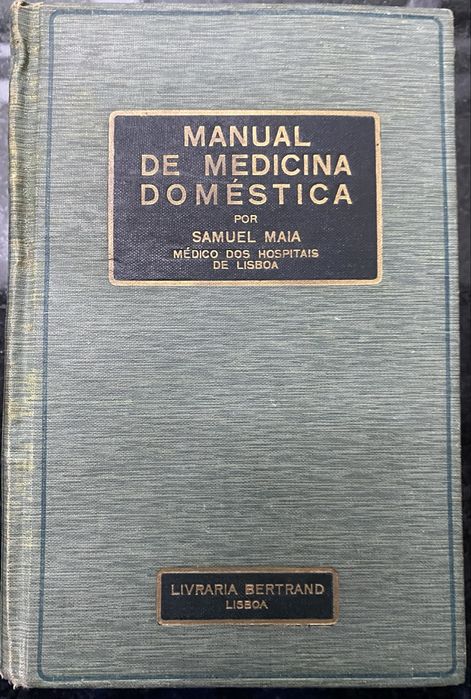 MANUAL
DE MEDICINA
DOMÉSTICA
POR
SAMUEL MAIA
MÉDICO DOS HOSPITAIS
DE LISBOA
LIVRARIA BERTRAND
LISBOA